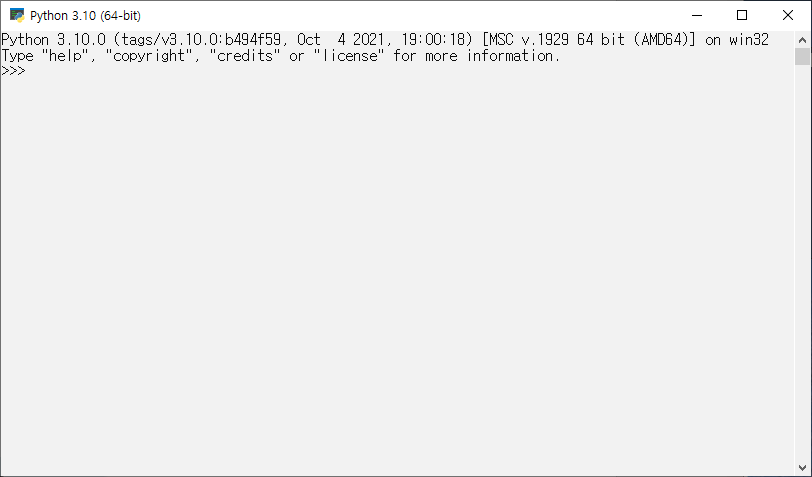 Python 3.10 (64-bit)
Python 3.10.0 (tags/v3.10.0:b494f59, Oct  4 2021, 19:00:18) [MSC v.1929 64 bit (AMD64)] on win32
Type "help", "copyright", "credits" or "license" for more information.
>>>